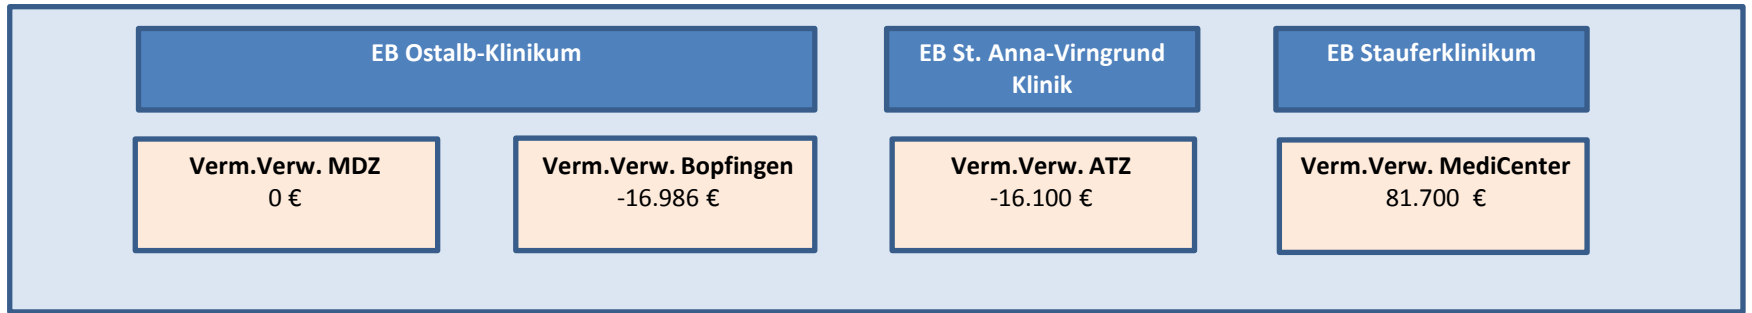 EB Ostalb-Klinikum
EB St. Anna-Virngrund
Klinik
EB Stauferklinikum
Verm.Verw. MDZ
0 €
Verm.Verw. Bopfingen
-16.986 €
Verm.Verw. ATZ
-16.100 €
Verm.Verw. MediCenter
81.700 €